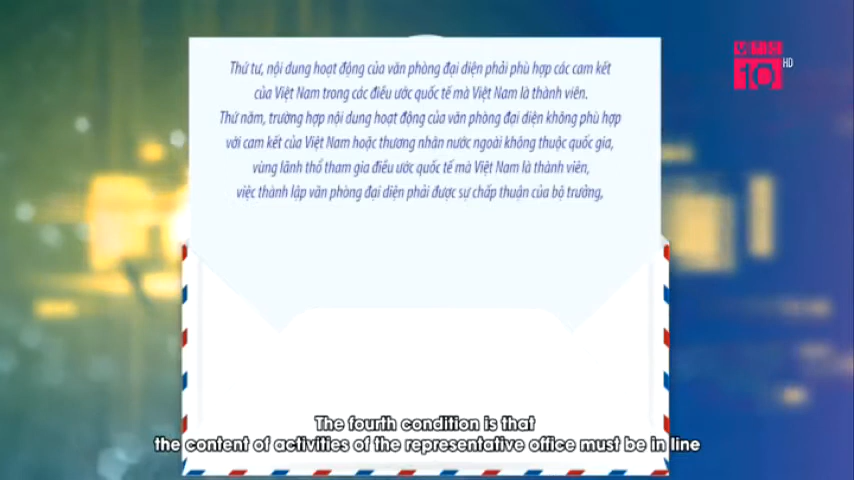 VTC
10
HD
Thứ tư, nội dung hoạt động của văn phòng đại diện phải phù hợp các cam kết
của Việt Nam trong các điều ước quốc tế mà Việt Nam là thành viên.
Thứ năm, trường hợp nội dung hoạt động của văn phòng đại diện không phù hợp
với cam kết của Việt Nam hoặc thương nhân nước ngoài không thuộc quốc gia,
vùng lãnh thổ tham gia điều ước quốc tế mà Việt Nam là thành viên,
việc thành lập văn phòng đại diện phải được sự chấp thuận của bộ trưởng,
The fourth condition is that
the content of activities of the representative office must be in line